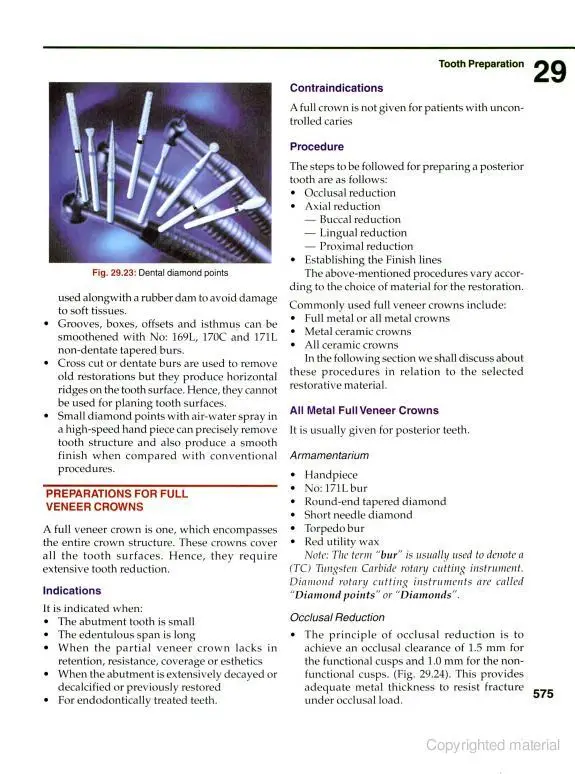 Tooth Preparation
29
Fig. 29.23: Dental diamond points
used alongwith a rubber dam to avoid damage
to soft tissues.
• Grooves, boxes, offsets and isthmus can be
smoothened with No: 169L, 170C and 171L
non-dentate tapered burs.
• Cross cut or dentate burs are used to remove
old restorations but they produce horizontal
ridges on the tooth surface. Hence, they cannot
be used for planing tooth surfaces.
• Small diamond points with air-water spray in
a high-speed hand piece can precisely remove
tooth structure and also produce a smooth
finish when compared with conventional
procedures.
PREPARATIONS FOR FULL
VENEER CROWNS
A full veneer crown is one, which encompasses
the entire crown structure. These crowns cover
all the tooth surfaces. Hence, they require
extensive tooth reduction.
Indications
It is indicated when:
• The abutment tooth is small
• The edentulous span is long
• When the partial veneer crown lacks in
retention, resistance, coverage or esthetics
• When the abutment is extensively decayed or
decalcified or previously restored
• For endodontically treated teeth.
Contraindications
A full crown is not given for patients with uncon-
trolled caries
Procedure
The steps to be followed for preparing a posterior
tooth are as follows:
• Occlusal reduction
• Axial reduction
— Buccal reduction
— Lingual reduction
— Proximal reduction
• Establishing the Finish lines
The above-mentioned procedures vary accor-
ding to the choice of material for the restoration.
Commonly used full veneer crowns include:
• Full metal or all metal crowns
• Metal ceramic crowns
• All ceramic crowns
In the following section we shall discuss about
these procedures in relation to the selected
restorative material.
All Metal Full Veneer Crowns
It is usually given for posterior teeth.
Armamentarium
• Handpiece
• No: 171L bur
• Round-end tapered diamond
• Short needle diamond
• Torpedo bur
• Red utility wax
Note: The term "bur" is usually used to denote a
(TC) Tungsten Carbide rotary cutting instrument.
Diamond rotary cutting instruments are called
"Diamond points" or "Diamonds".
Occlusal Reduction
• The principle of occlusal reduction is to
achieve an occlusal clearance of 1.5 mm for
the functional cusps and 1.0 mm for the non-
functional cusps. (Fig. 29.24). This provides
adequate metal thickness to resist fracture
under occlusal load.
575
Copyrighted material